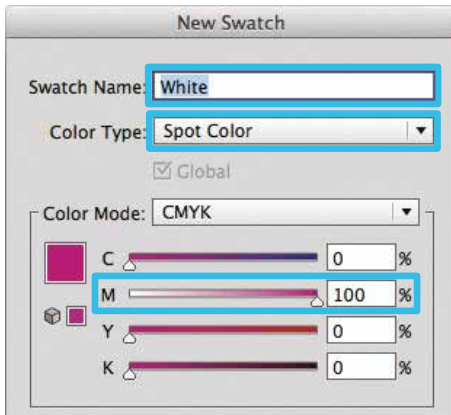 New Swatch
Swatch Name: White
Color Type: Spot Color
Global
Color Mode: CMYK
C 0 %
M 100 %
Y 0 %
K 0 %